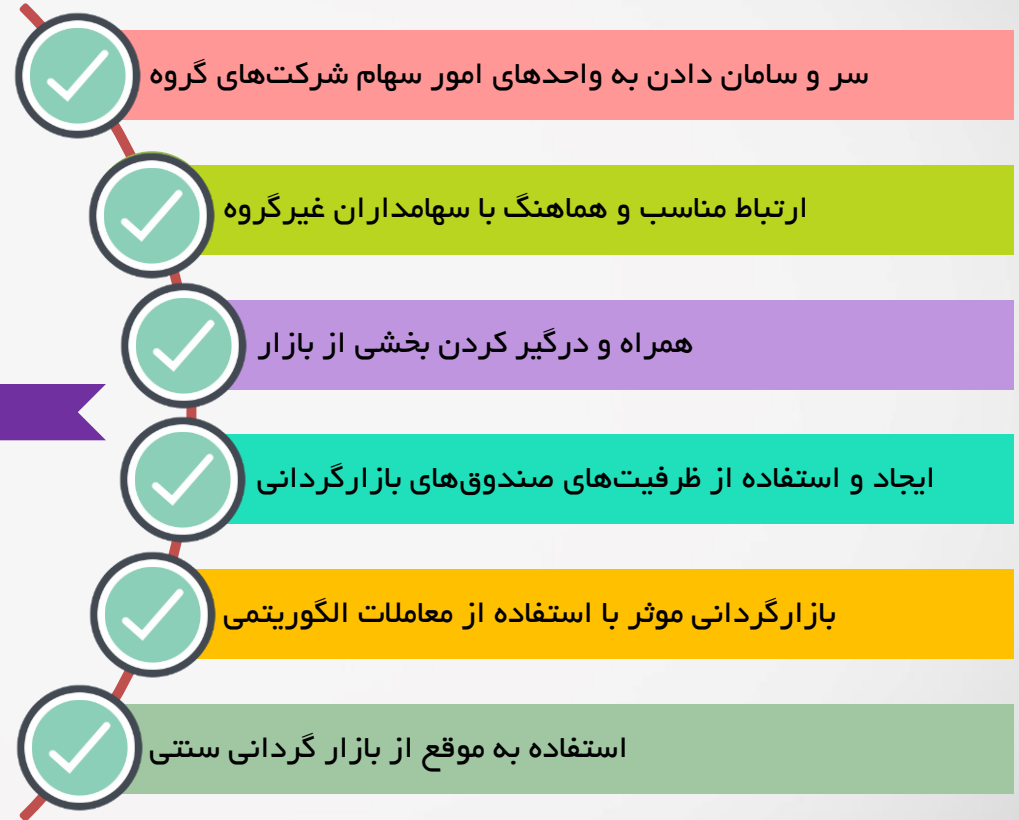 سر و سامان دادن به واحدهای امور سهام شرکت‌های گروه
ارتباط مناسب و هماهنگ با سهامداران غیرگروه
همراه و درگیر کردن بخشی از بازار
ایجاد و استفاده از ظرفیت‌های صندوق‌های بازارگردانی
بازارگردانی موثر با استفاده از معاملات الگوریتمی
استفاده به موقع از بازار گردانی سنتی